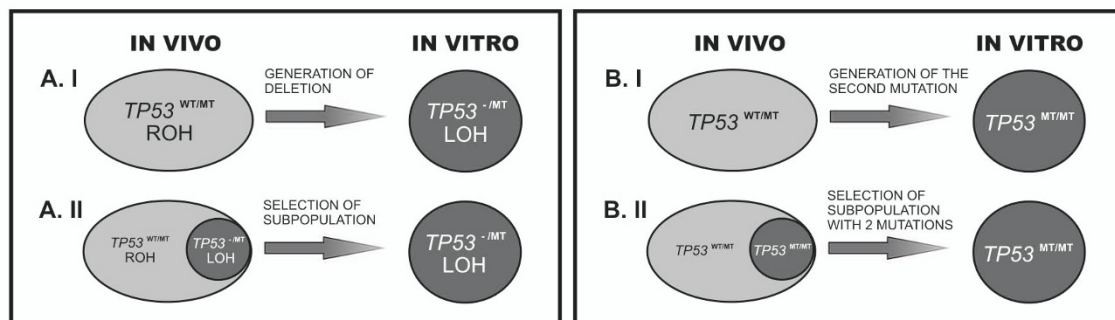 IN VIVO
IN VITRO
A. I
TP53 WT/MT
ROH
GENERATION OF
DELETION
TP53 -/MT
LOH
A. II
TP53 WT/MT
ROH
TP53 -/MT
LOH
SELECTION OF
SUBPOPULATION
TP53 -/MT
LOH
IN VIVO
IN VITRO
B. I
TP53 WT/MT
GENERATION OF THE
SECOND MUTATION
TP53 MT/MT
B. II
TP53 WT/MT
TP53 MT/MT
SELECTION OF
SUBPOPULATION
WITH 2 MUTATIONS
TP53 MT/MT